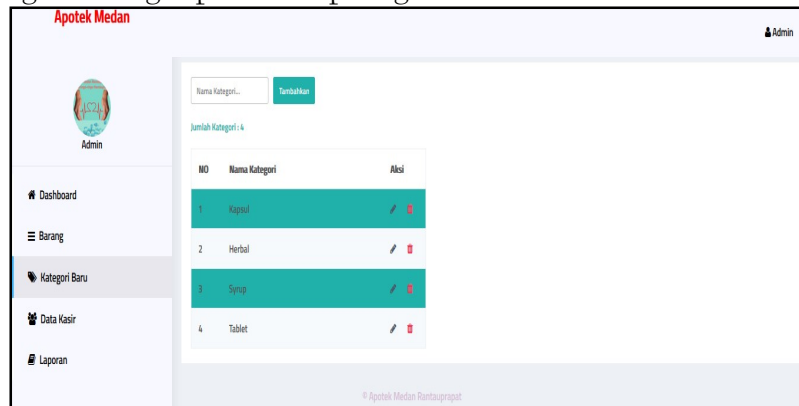 Apotek Medan
Admin
Admin
Dashboard
Barang
Kategori Baru
Data Kasir
Laporan
Nama Kategori... Tambahkan
Jumlah Kategori : 4
NO Nama Kategori Aksi
1 Kapsul
2 Herbal
3 Syrup
4 Tablet
© Apotek Medan Rantauprapat